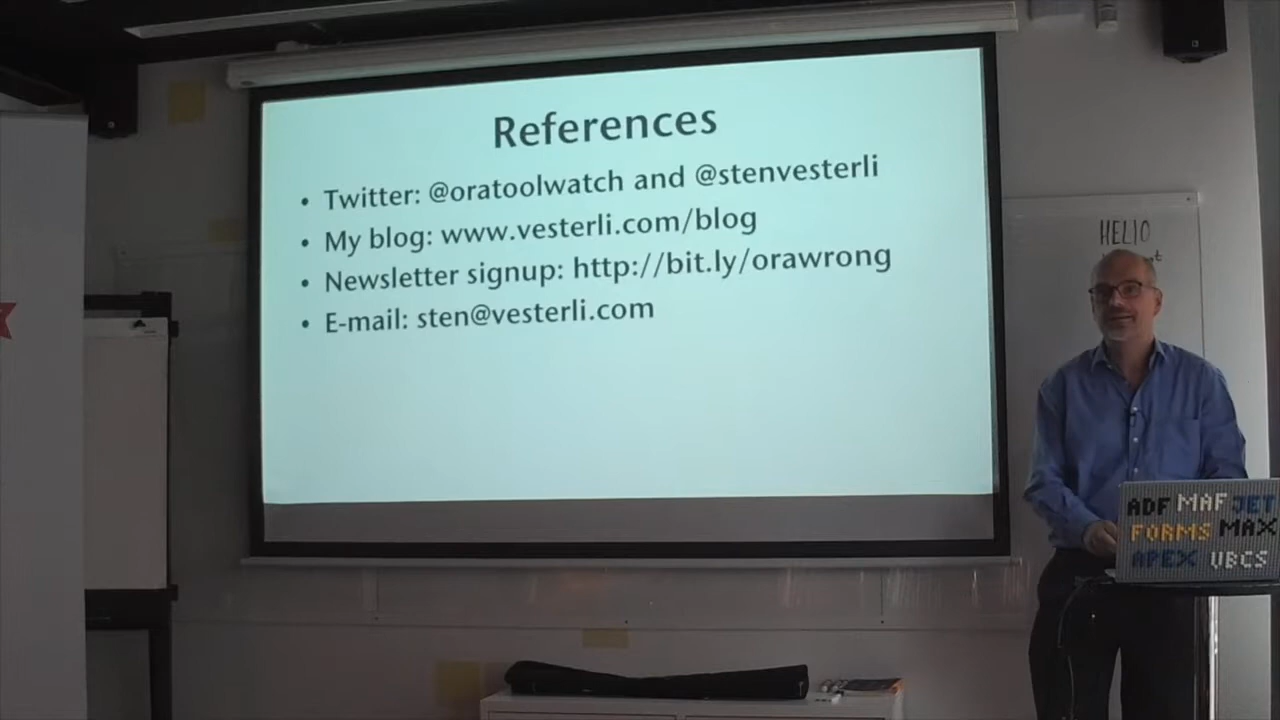 References
• Twitter: @oratoolwatch and @stenvesterli
• My blog: www.vesterli.com/blog
• Newsletter signup: http://bit.ly/orawrong
• E-mail: sten@vesterli.com
HELLO
ADF MAF JET
FORMS MAX
APEX VBCS